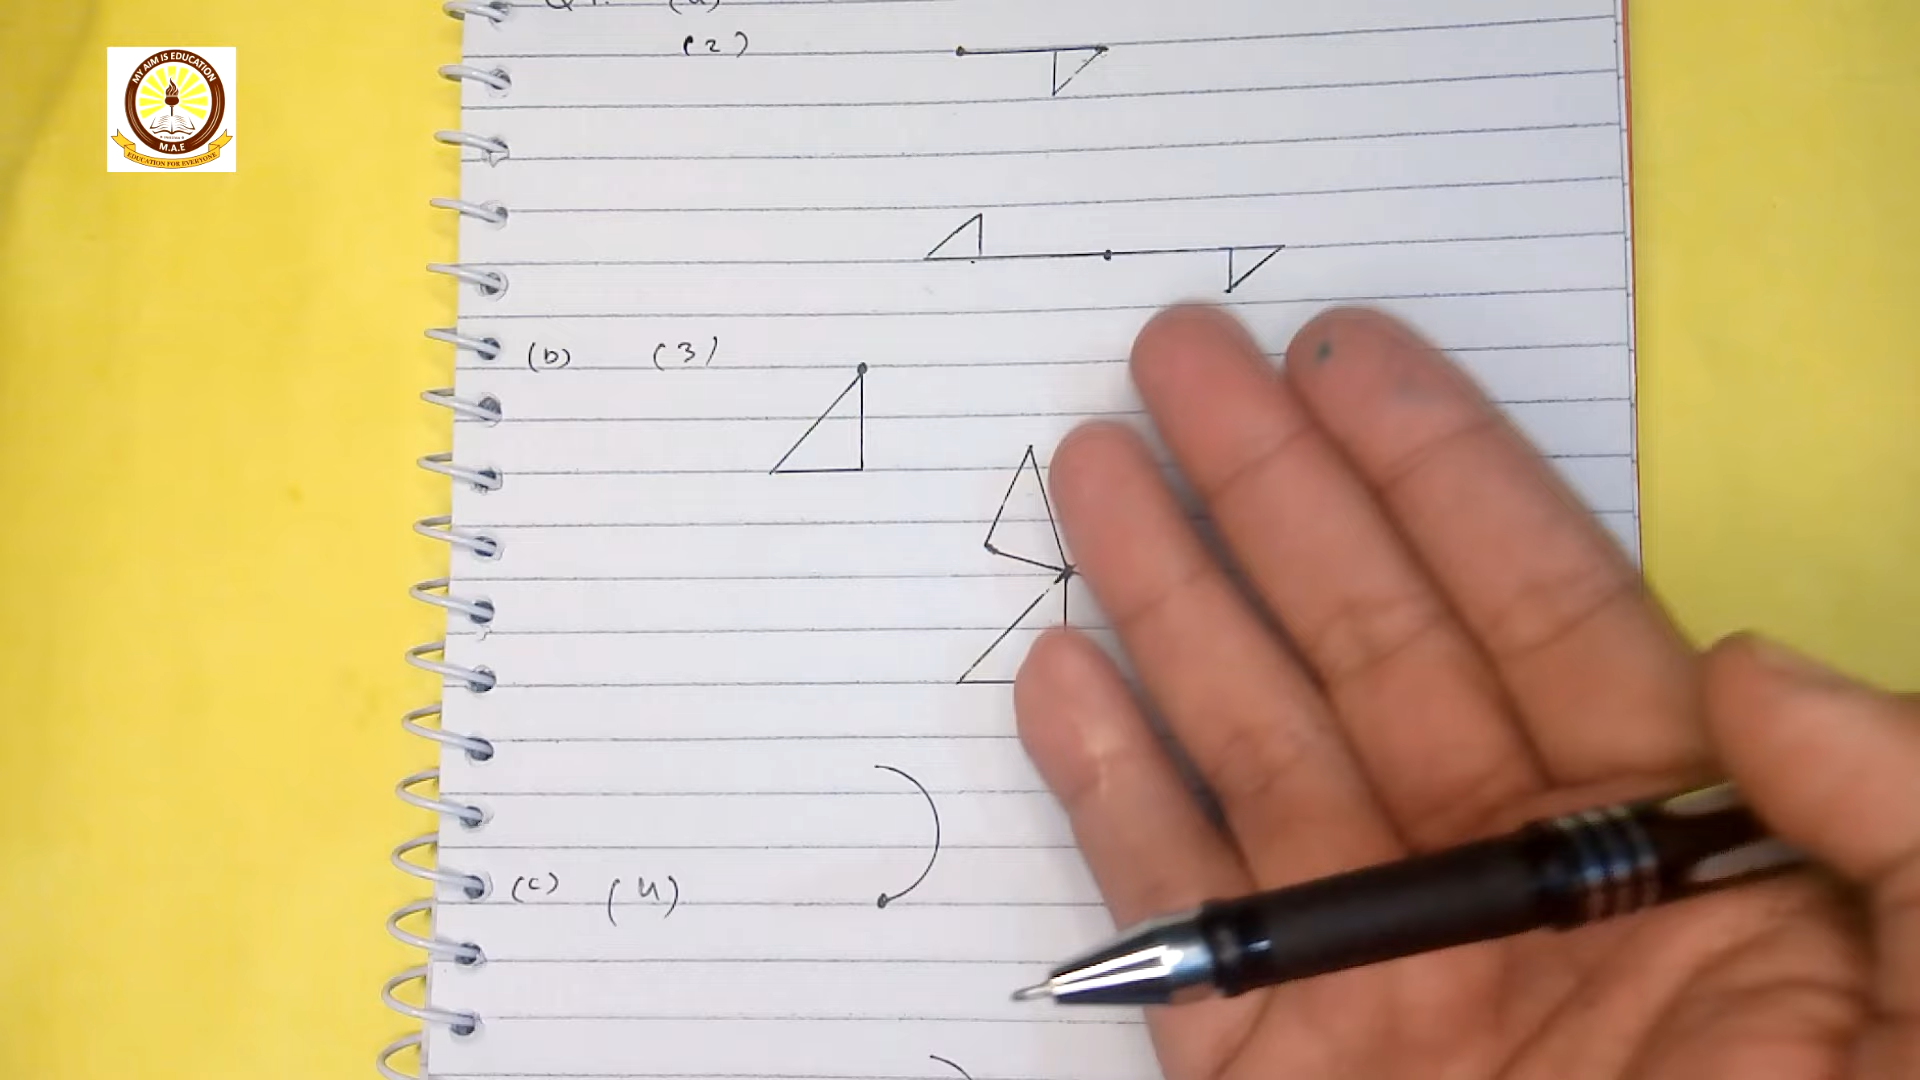 MY AIM IS EDUCATION
M.A.E
EDUCATION FOR EVERYONE
(2)
(b) (3)
(c) (4)